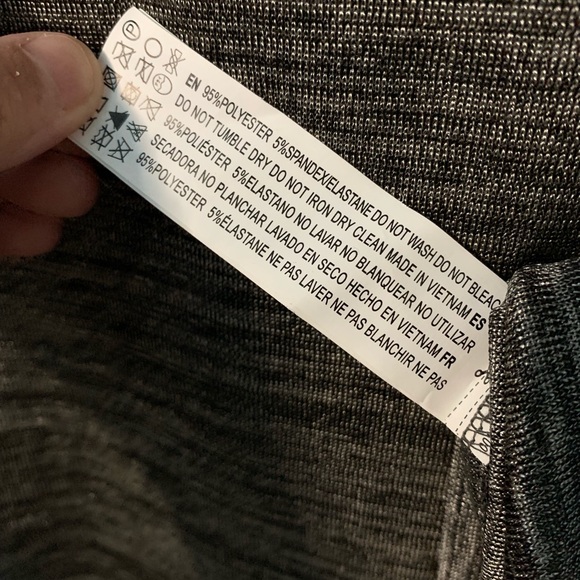 EN 95%POLYESTER 5%SPANDEX/ELASTANE DO NOT WASH DO NOT BLEACH
DO NOT TUMBLE DRY DO NOT IRON DRY CLEAN MADE IN VIETNAM ES
95%POLIÉSTER 5%ELASTANO NO LAVAR NO BLANQUEAR NO UTILIZAR
SECADORA NO PLANCHAR LAVADO EN SECO HECHO EN VIETNAM FR
95%POLYESTER 5%ÉLASTANE NE PAS LAVER NE PAS BLANCHIR NE PAS